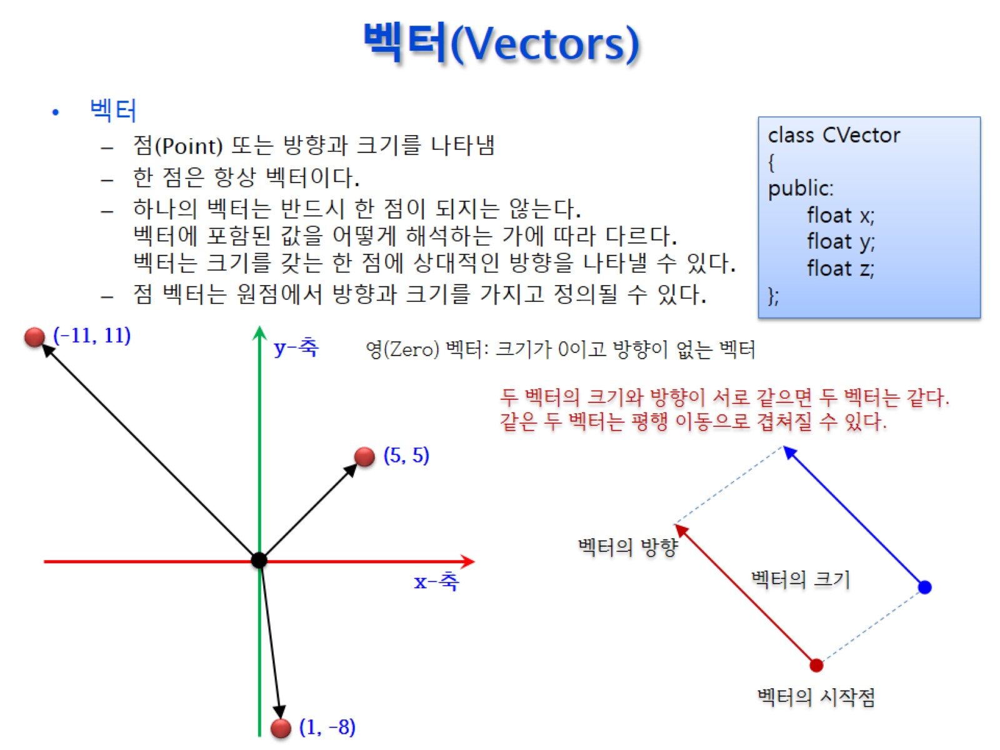 벡터(Vectors)
• 벡터
– 점(Point) 또는 방향과 크기를 나타냄
– 한 점은 항상 벡터이다.
– 하나의 벡터는 반드시 한 점이 되지는 않는다.
벡터에 포함된 값을 어떻게 해석하는 가에 따라 다르다.
벡터는 크기를 갖는 한 점에 상대적인 방향을 나타낼 수 있다.
– 점 벡터는 원점에서 방향과 크기를 가지고 정의될 수 있다.
class CVector
{
public:
float x;
float y;
float z;
};
(-11, 11)
y-축
(5, 5)
x-축
(1, -8)
영(Zero) 벡터: 크기가 0이고 방향이 없는 벡터
두 벡터의 크기와 방향이 서로 같으면 두 벡터는 같다.
같은 두 벡터는 평행 이동으로 겹쳐질 수 있다.
벡터의 방향
벡터의 크기
벡터의 시작점